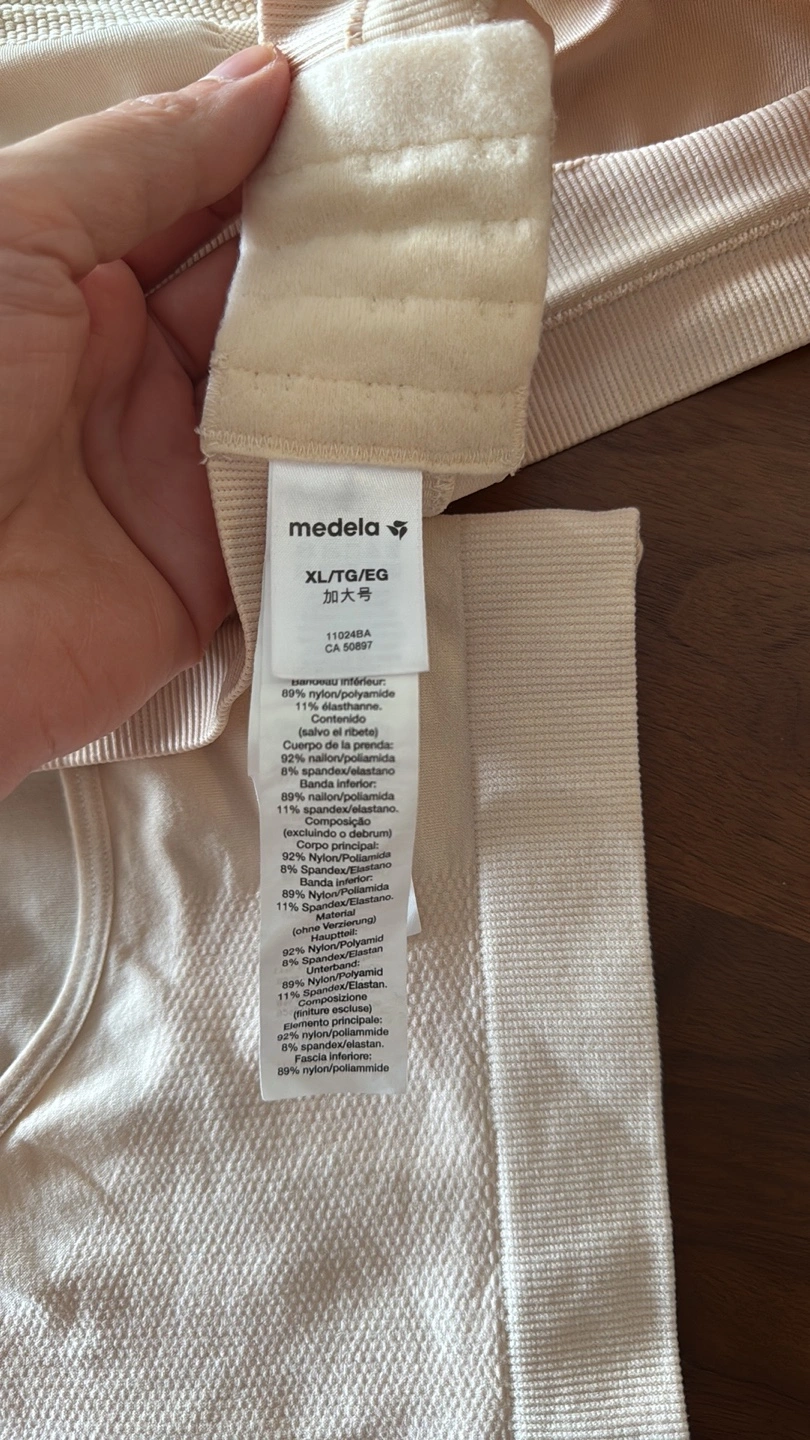 medela
XL/TG/EG
加大号
11024BA
CA 50897
Bandeau inférieur:
89% nylon/polyamide
11% élasthanne.
Contenido
(salvo el ribete)
Cuerpo de la prenda:
92% nailon/poliamida
8% spandex/elastano
Banda inferior:
89% nailon/poliamida
11% spandex/elastano.
Composição
(excluindo o debrum)
Corpo principal:
92% Nylon/Poliamida
8% Spandex/Elastano
Banda inferior:
89% Nylon/Poliamida
11% Spandex/Elastano.
Material
(ohne Verzierung)
Hauptteil:
92% Nylon/Polyamid
8% Spandex/Elastan
Unterband:
89% Nylon/Polyamid
11% Spandex/Elastan.
Composizione
(finiture escluse)
Elemento principale:
92% nylon/poliammide
8% spandex/elastan.
Fascia inferiore:
89% nylon/poliammide